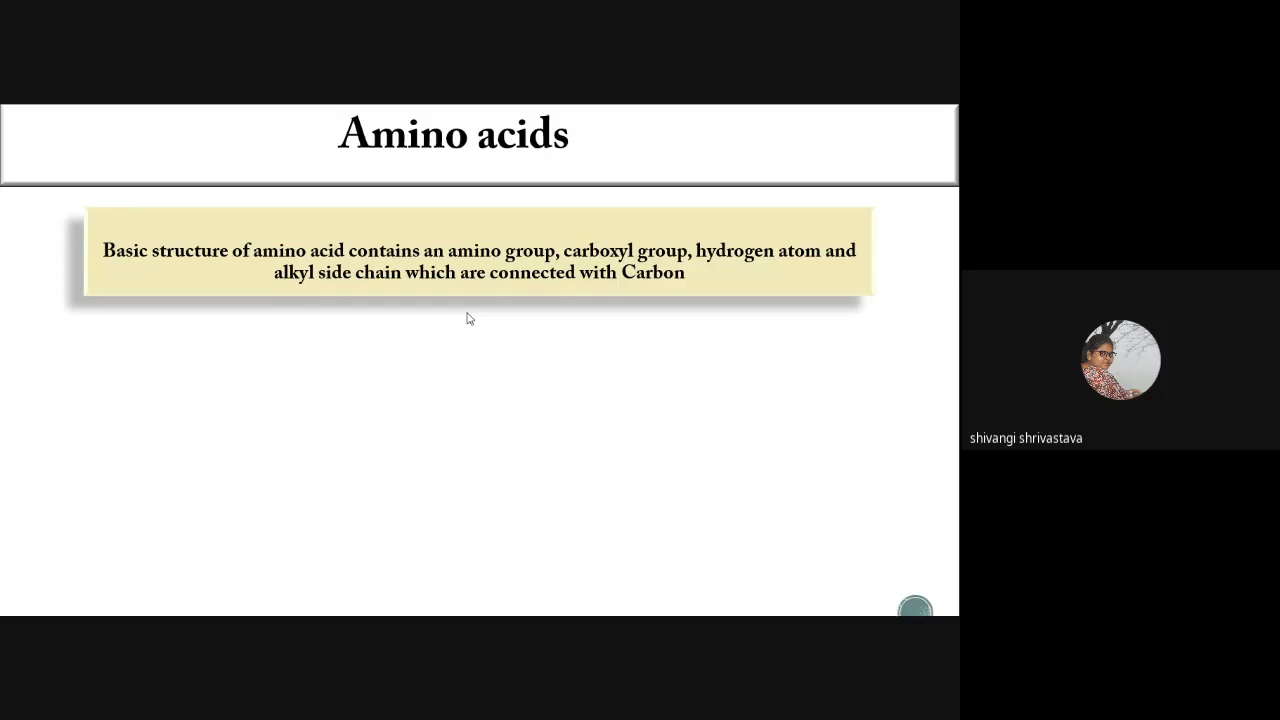 Amino acids
Basic structure of amino acid contains an amino group, carboxyl group, hydrogen atom and
alkyl side chain which are connected with Carbon
shivangi shrivastava